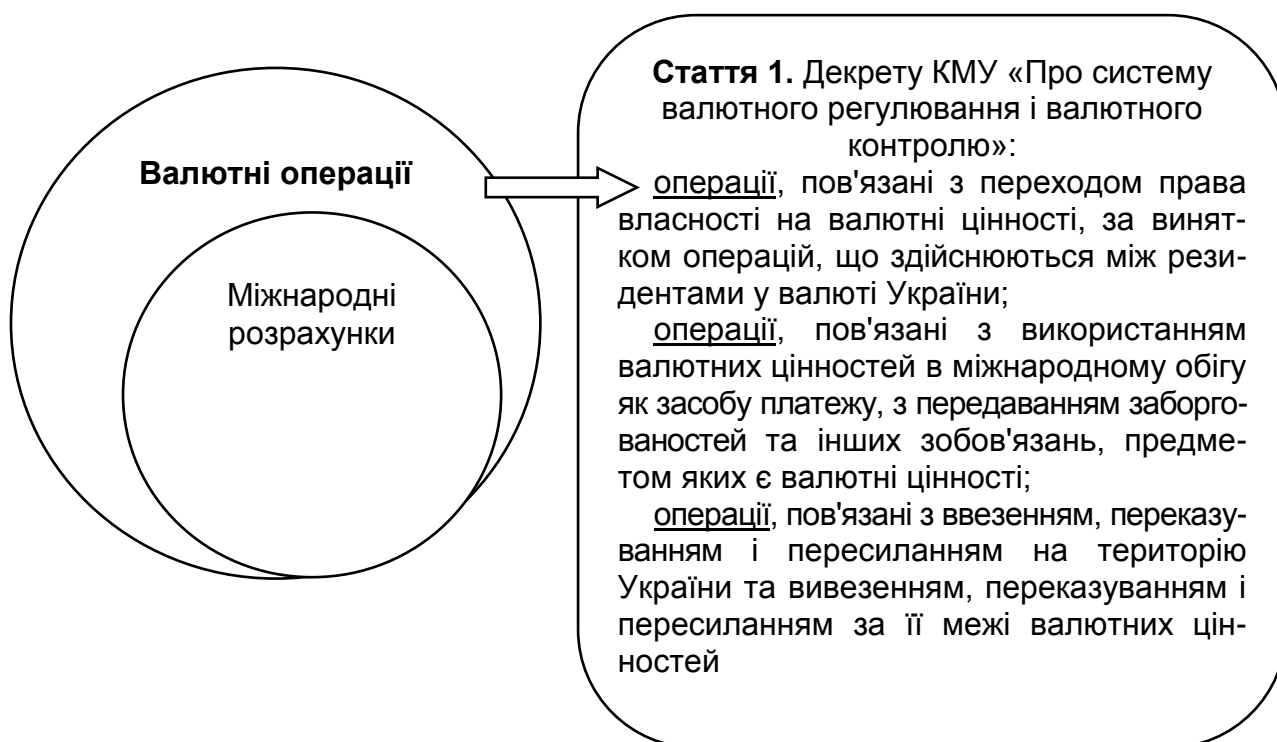 Валютні операції
Міжнародні
розрахунки
Стаття 1. Декрету КМУ «Про систему
валютного регулювання і валютного
контролю»:
операції, пов'язані з переходом права
власності на валютні цінності, за винят-
ком операцій, що здійснюються між рези-
дентами у валюті України;
операції, пов'язані з використанням
валютних цінностей в міжнародному обігу
як засобу платежу, з передаванням заборго-
ваностей та інших зобов'язань, предме-
том яких є валютні цінності;
операції, пов'язані з ввезенням, переказу-
ванням і пересиланням на територію
України та вивезенням, переказуванням і
пересиланням за її межі валютних цін-
ностей